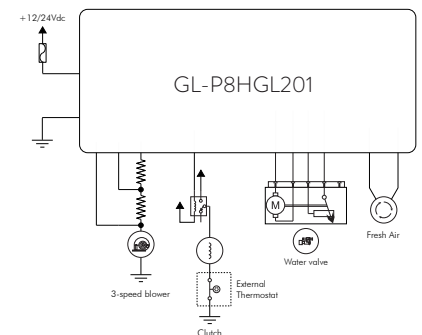 +12/24Vdc
GL-P8HGL201
M
Fresh Air
Water valve
External
Thermostat
3-speed blower
Clutch